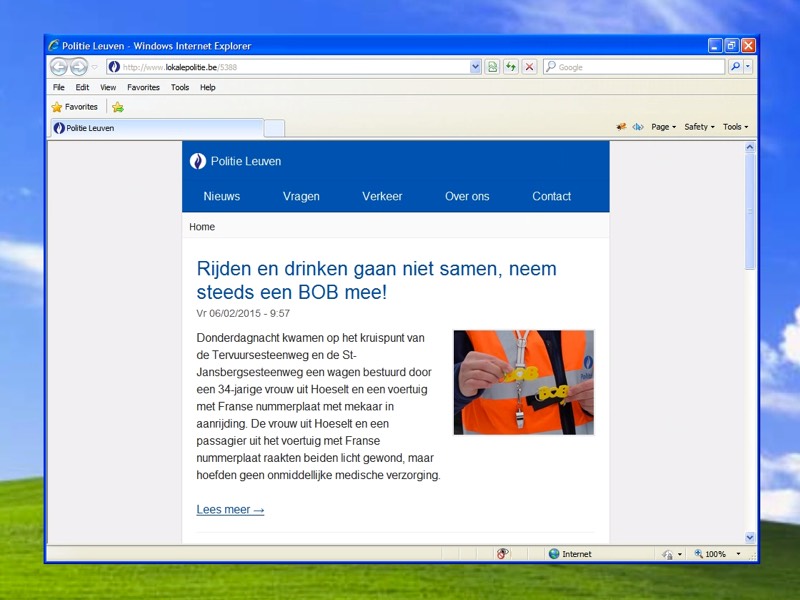 Politie Leuven - Windows Internet Explorer
http://www.lokalepolitie.be/5388
Google
File Edit View Favorites Tools Help
Favorites
Politie Leuven
Page Safety Tools
Politie Leuven
Nieuws Vragen Verkeer Over ons Contact
Home
Rijden en drinken gaan niet samen, neem
steeds een BOB mee!
Vr 06/02/2015 - 9:57
Donderdagnacht kwamen op het kruispunt van
de Tervuursesteenweg en de St-
Jansbergsesteenweg een wagen bestuurd door
een 34-jarige vrouw uit Hoeselt en een voertuig
met Franse nummerplaat met mekaar in
aanrijding. De vrouw uit Hoeselt en een
passagier uit het voertuig met Franse
nummerplaat raakten beiden licht gewond, maar
hoefden geen onmiddellijke medische verzorging.
BOB
BOB
Lees meer →
Internet
100%